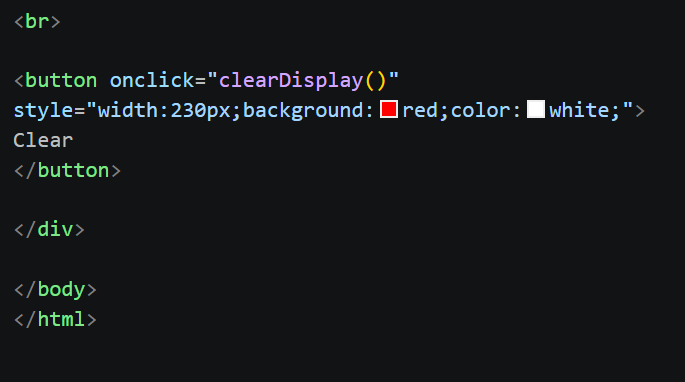 <br>
<button onclick="clearDisplay()"
style="width:230px;background:red;color:white;">
Clear
</button>
</div>
</body>
</html>